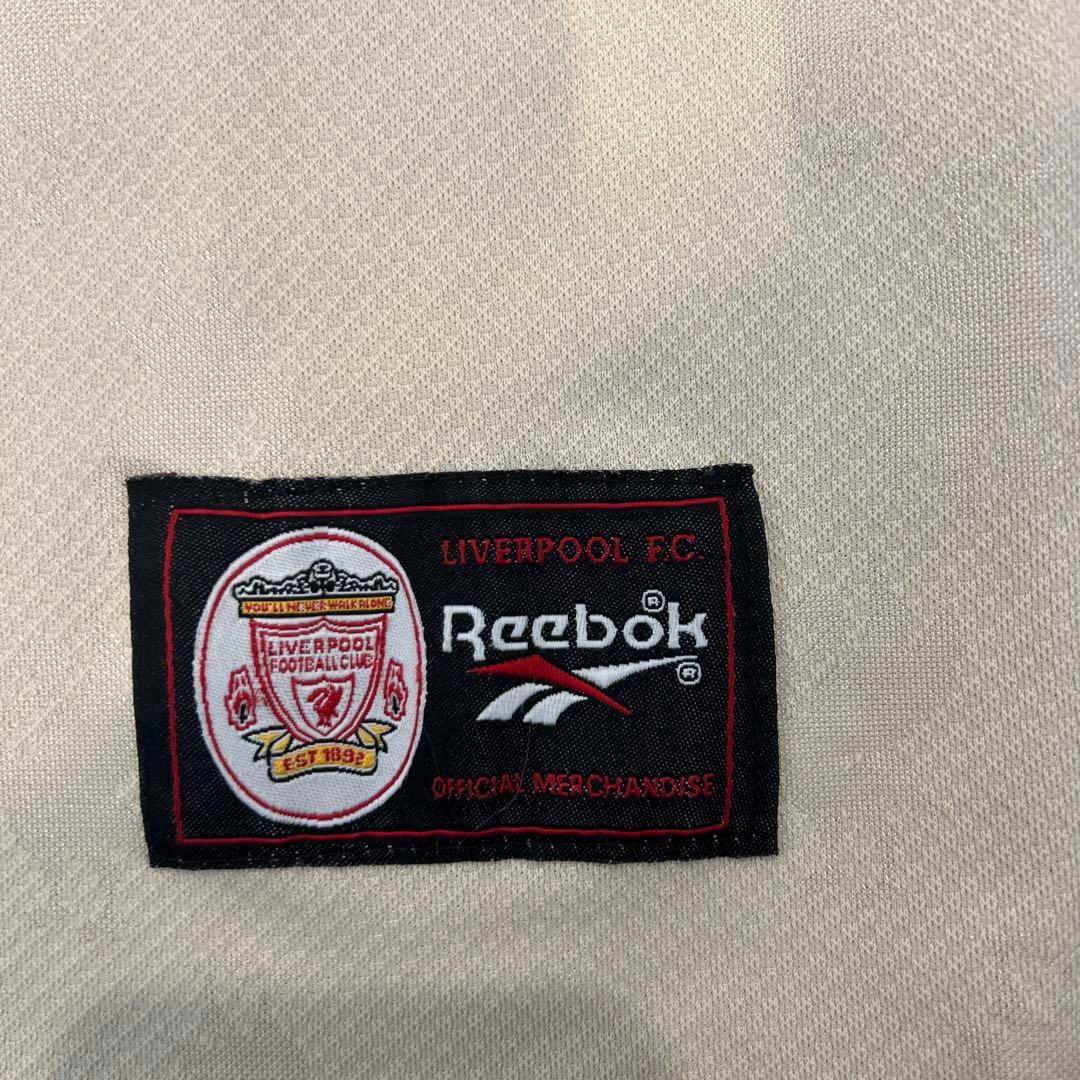 YOU'LL NEVER WALK ALONE
LIVERPOOL
FOOTBALL CLUB
EST 1892
LIVERPOOL F.C.
Reebok®
®
OFFICIAL MERCHANDISE